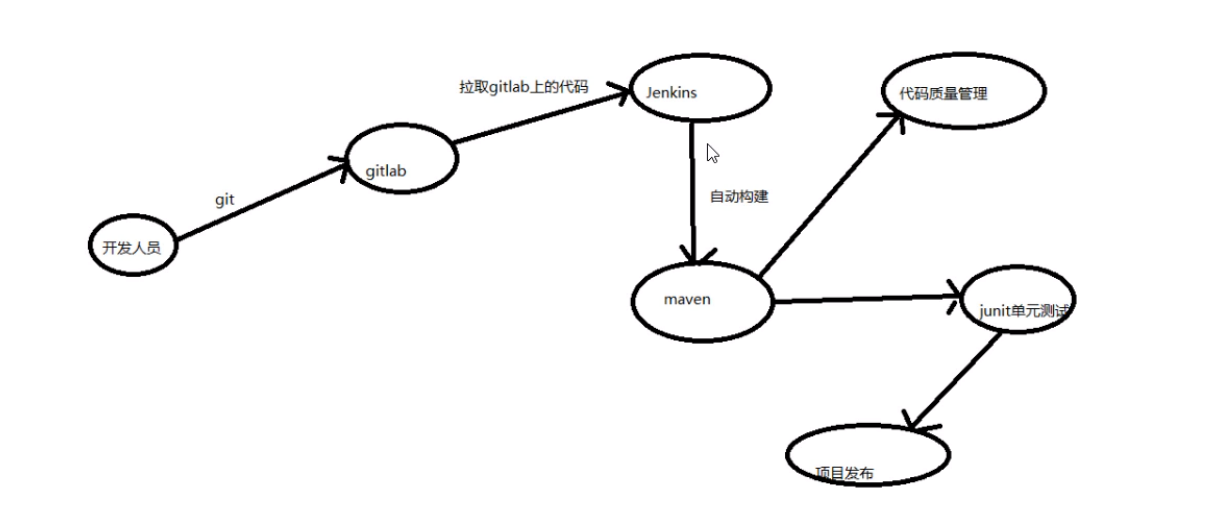 拉取gitlab上的代码
Jenkins
代码质量管理
gitlab
git
自动构建
开发人员
maven
junit单元测试
项目发布